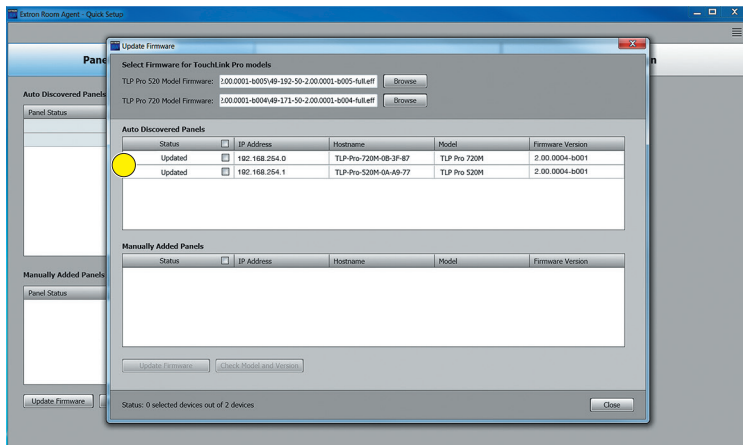 Extron Room Agent - Quick Setup
Update Firmware
Select Firmware for TouchLink Pro models
TLP Pro 520 Model Firmware: 2.00.0001-b005\49-192-50-2.00.0001-b005-full.eff Browse
TLP Pro 720 Model Firmware: 2.00.0001-b004\49-171-50-2.00.0001-b004-full.eff Browse
Auto Discovered Panels
Panel Status
Auto Discovered Panels
Status IP Address Hostname Model Firmware Version
Updated 192.168.254.0 TLP-Pro-720M-0B-3F-87 TLP Pro 720M 2.00.0004-b001
Updated 192.168.254.1 TLP-Pro-520M-0A-A9-77 TLP Pro 520M 2.00.0004-b001
Manually Added Panels
Status IP Address Hostname Model Firmware Version
Manually Added Panels
Panel Status
Update Firmware Check Model and Version
Update Firmware
Status: 0 selected devices out of 2 devices Close